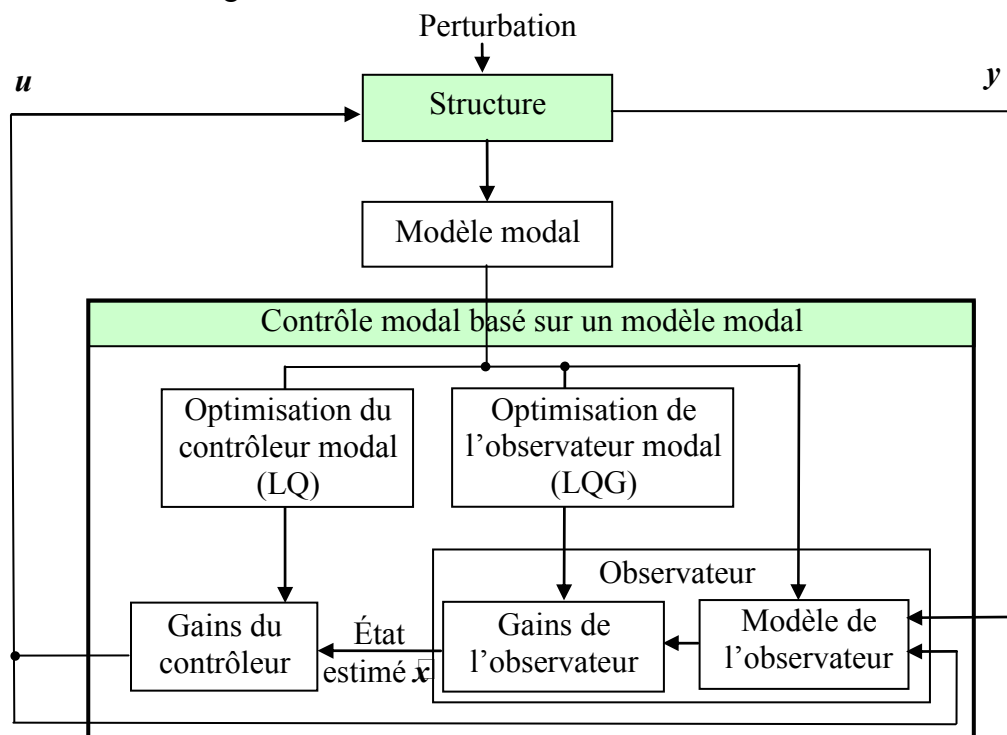 Perturbation
u
y
Structure
Modèle modal
Contrôle modal basé sur un modèle modal
Optimisation du
contrôleur modal
(LQ)
Optimisation de
l’observateur modal
(LQG)
Observateur
Gains du
contrôleur
État
estimé x
Gains de
l’observateur
Modèle de
l’observateur